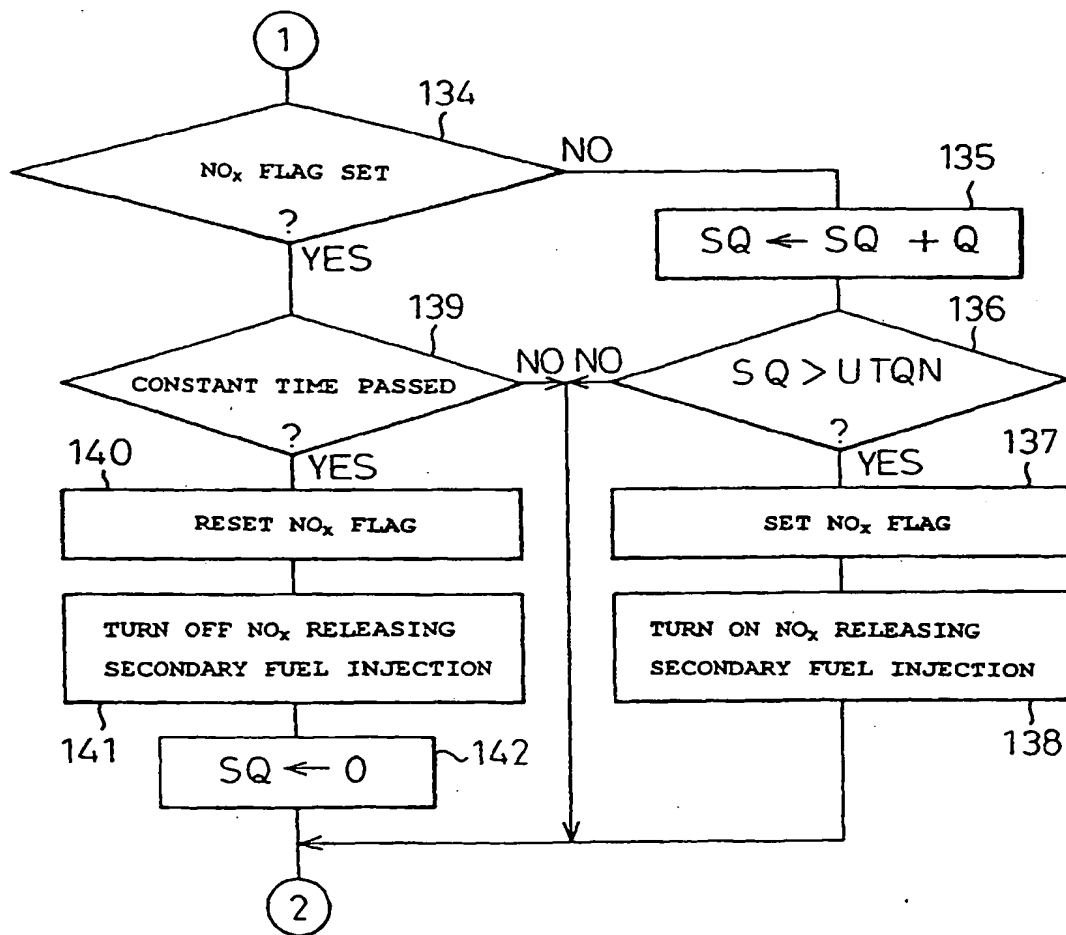 1
134
NOx FLAG SET
?
NO
YES
135
SQ ← SQ + Q
139
CONSTANT TIME PASSED
?
NO
YES
136
SQ > UTQN
?
NO
YES
140
RESET NOx FLAG
137
SET NOx FLAG
TURN OFF NOx RELEASING
SECONDARY FUEL INJECTION
141
TURN ON NOx RELEASING
SECONDARY FUEL INJECTION
138
142
SQ ← 0
2